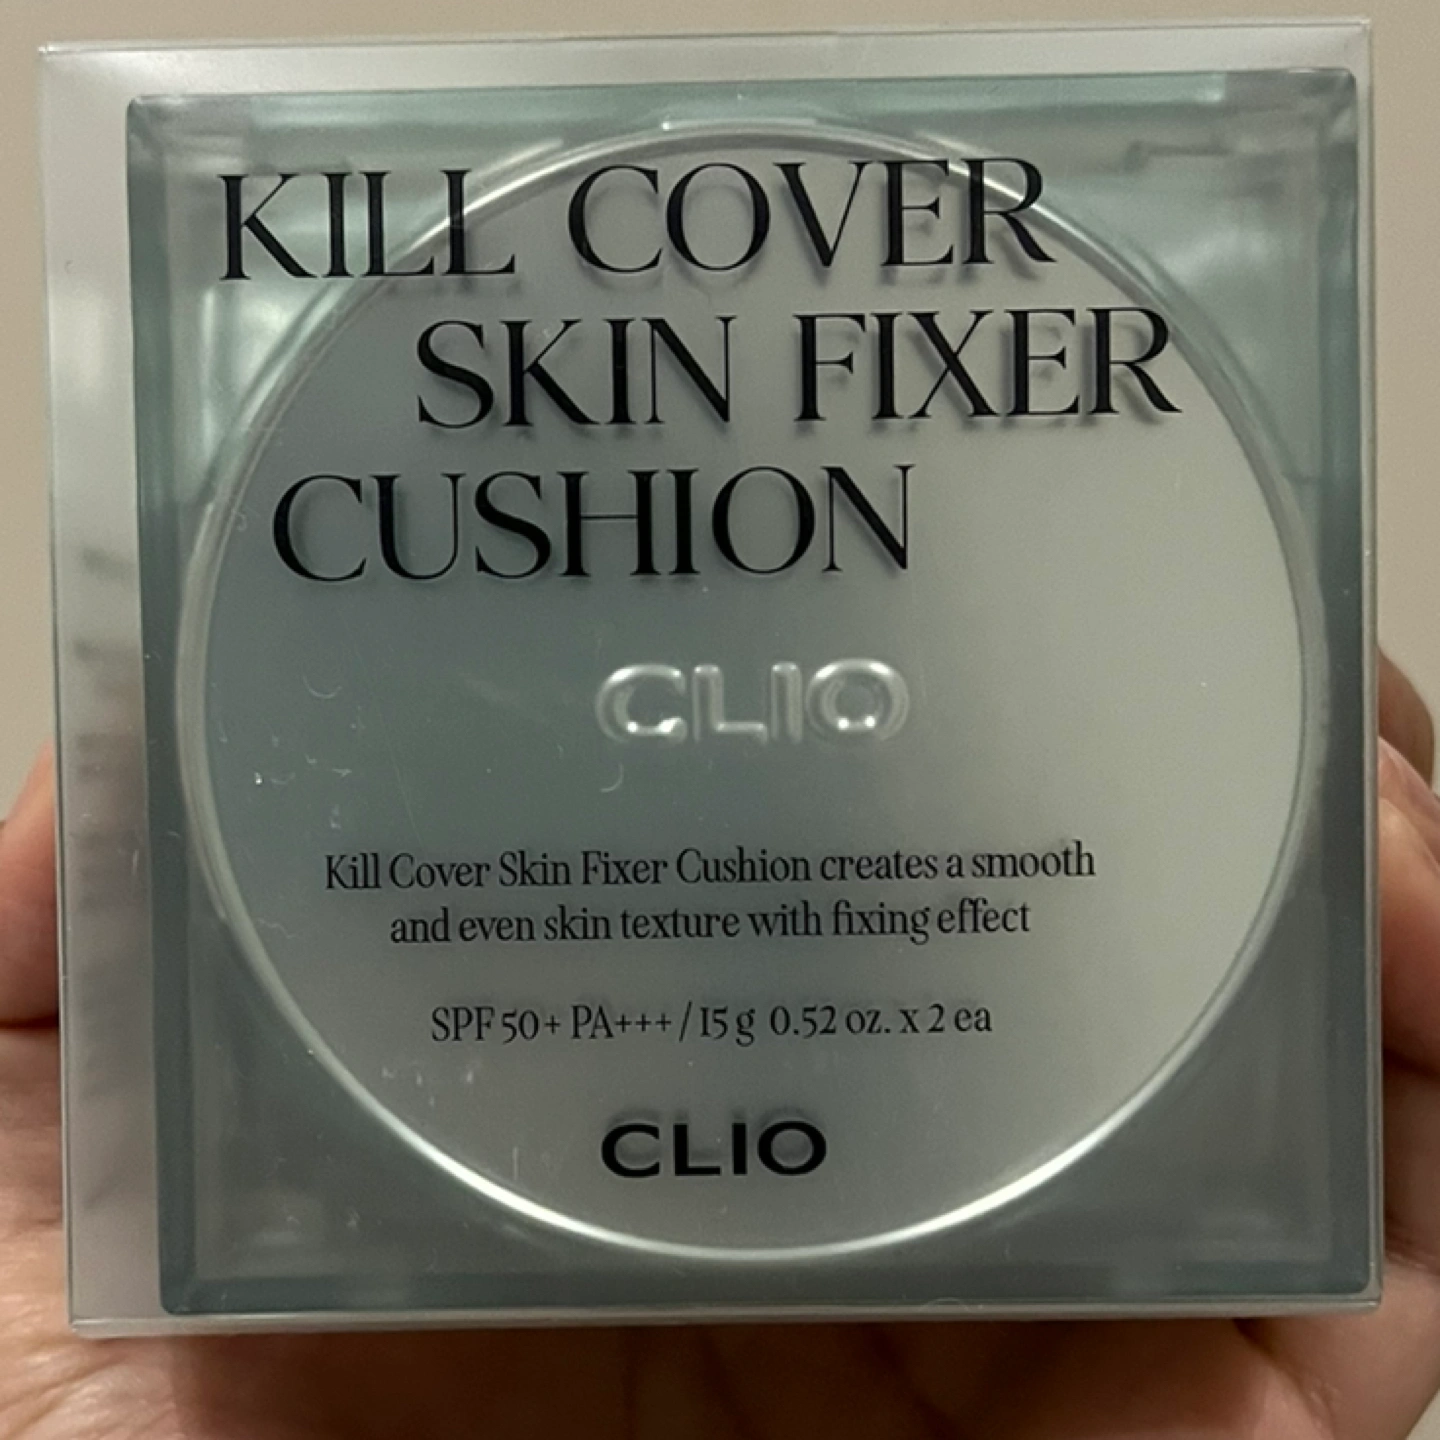 KILL COVER
SKIN FIXER
CUSHION
CLIO
Kill Cover Skin Fixer Cushion creates a smooth
and even skin texture with fixing effect
SPF 50+ PA+++ / 15 g 0.52 oz. x 2 ea
CLIO